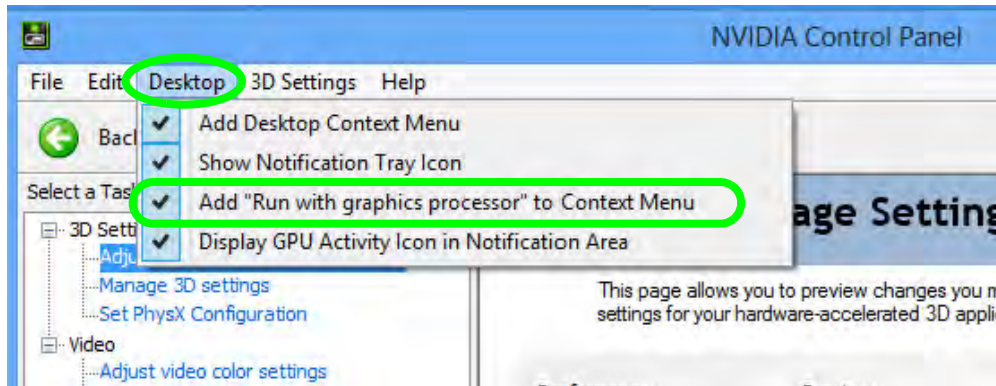 NVIDIA Control Panel
File Edit Desktop 3D Settings Help
Back
Add Desktop Context Menu
Show Notification Tray Icon
Add "Run with graphics processor" to Context Menu
Display GPU Activity Icon in Notification Area
Select a Tas
age Setting
3D Setti
Adju
Manage 3D settings
Set PhysX Configuration
Video
Adjust video color settings
This page allows you to preview changes you m
settings for your hardware-accelerated 3D appli